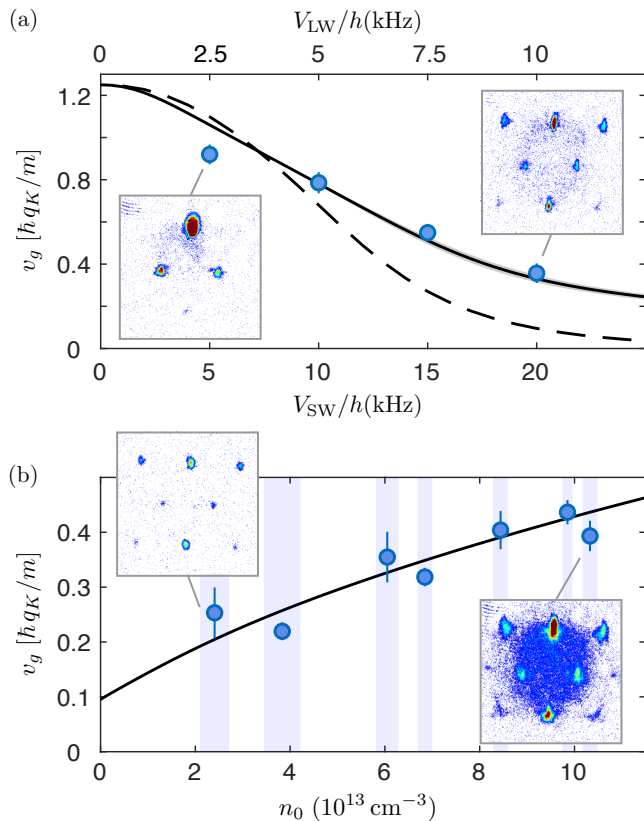 (a)
V_LW/h(kHz)
0 2.5 5 7.5 10
v_g [ħq_K/m]
1.2
0.8
0.4
0
0 5 10 15 20
V_SW/h(kHz)
(b)
v_g [ħq_K/m]
0.4
0.3
0.2
0.1
0
0 2 4 6 8 10
n_0 (10^13 cm^−3)